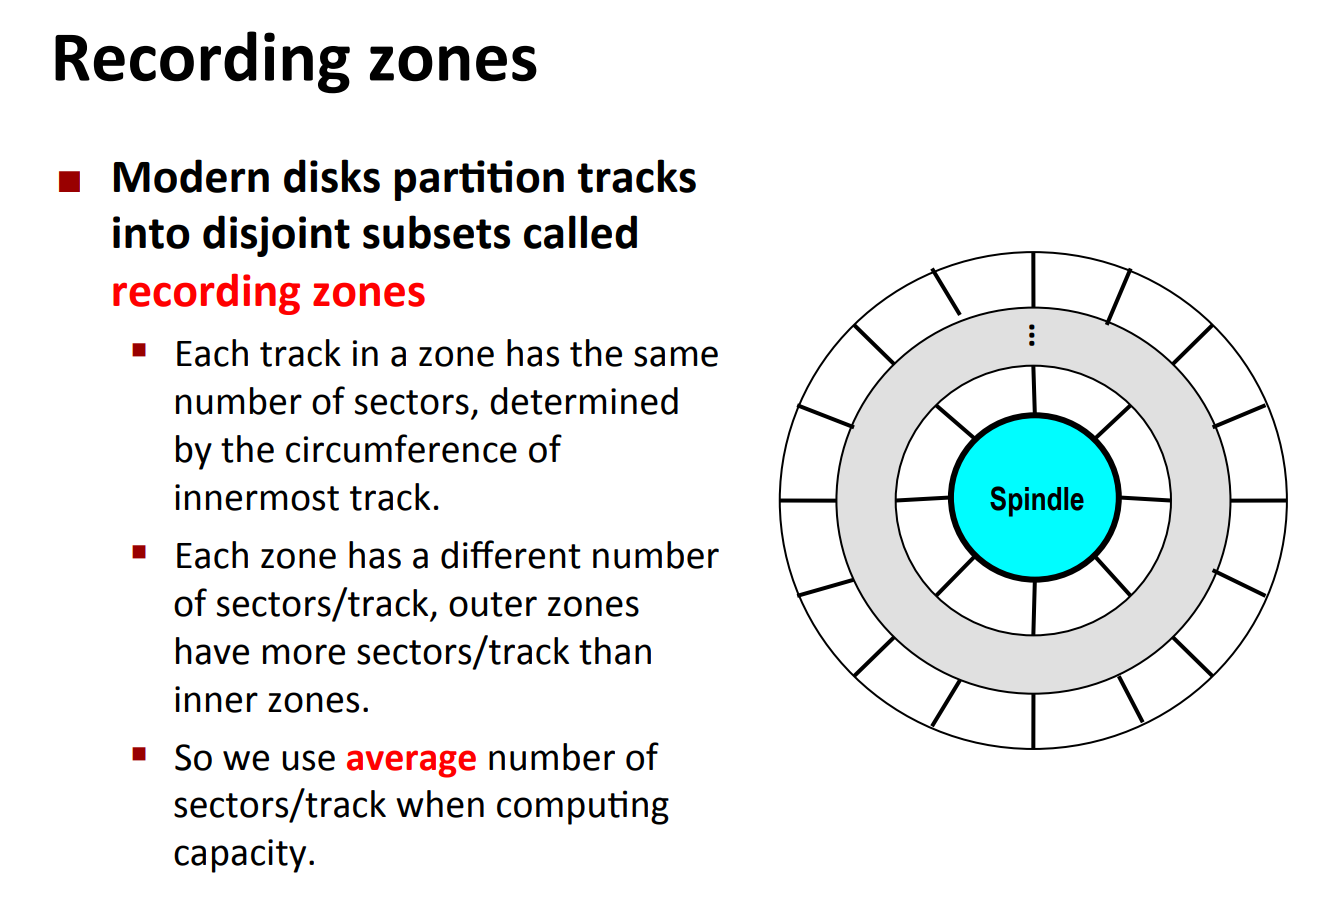 Recording zones
Modern disks partition tracks
into disjoint subsets called
recording zones
Each track in a zone has the same
number of sectors, determined
by the circumference of
innermost track.
Each zone has a different number
of sectors/track, outer zones
have more sectors/track than
inner zones.
So we use average number of
sectors/track when computing
capacity.
⋮
Spindle